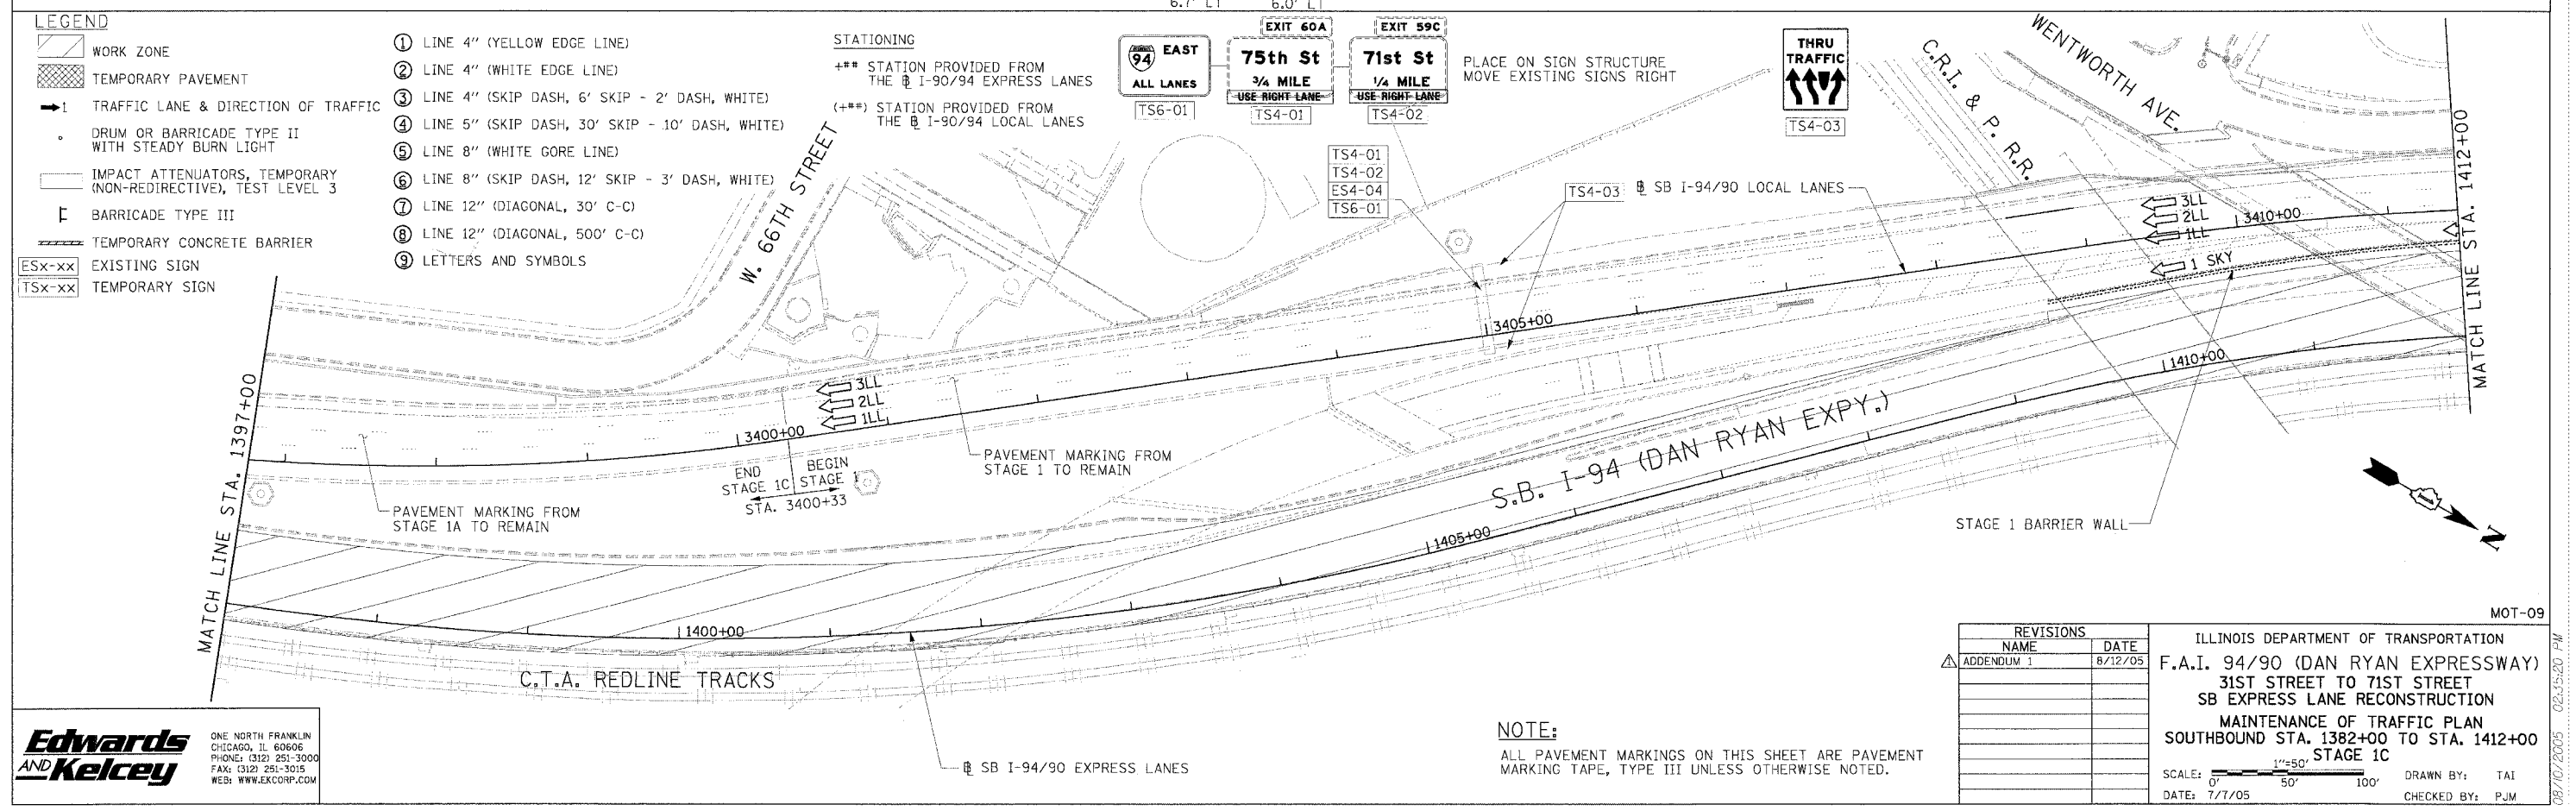 6.7' LT 6.0' LT
LEGEND
WORK ZONE
TEMPORARY PAVEMENT
1 TRAFFIC LANE & DIRECTION OF TRAFFIC
DRUM OR BARRICADE TYPE II
WITH STEADY BURN LIGHT
IMPACT ATTENUATORS, TEMPORARY
(NON-REDIRECTIVE), TEST LEVEL 3
BARRICADE TYPE III
TEMPORARY CONCRETE BARRIER
ESx-xx EXISTING SIGN
TSx-xx TEMPORARY SIGN
1 LINE 4" (YELLOW EDGE LINE)
2 LINE 4" (WHITE EDGE LINE)
3 LINE 4" (SKIP DASH, 6' SKIP - 2' DASH, WHITE)
4 LINE 5" (SKIP DASH, 30' SKIP - 10' DASH, WHITE)
5 LINE 8" (WHITE GORE LINE)
6 LINE 8" (SKIP DASH, 12' SKIP - 3' DASH, WHITE)
7 LINE 12" (DIAGONAL, 30' C-C)
8 LINE 12" (DIAGONAL, 500' C-C)
9 LETTERS AND SYMBOLS
STATIONING
+** STATION PROVIDED FROM
THE ⅊ I-90/94 EXPRESS LANES
(+**) STATION PROVIDED FROM
THE ⅊ I-90/94 LOCAL LANES
94 EAST
ALL LANES
TS6-01
EXIT 60A
75th St
3/4 MILE
USE RIGHT LANE
TS4-01
EXIT 59C
71st St
1/4 MILE
USE RIGHT LANE
TS4-02
PLACE ON SIGN STRUCTURE
MOVE EXISTING SIGNS RIGHT
THRU
TRAFFIC
TS4-03
TS4-01
TS4-02
ES4-04
TS6-01
TS4-03
⅊ SB I-94/90 LOCAL LANES
C.R.I. & P. R.R.
WENTWORTH AVE.
MATCH LINE STA. 1412+00
W. 66TH STREET
3LL
2LL
1LL
3410+00
1 SKY
3405+00
1410+00
MATCH LINE STA. 1397+00
3LL
2LL
1LL
3400+00
END
STAGE 1C
BEGIN
STAGE 1
STA. 3400+33
PAVEMENT MARKING FROM
STAGE 1 TO REMAIN
PAVEMENT MARKING FROM
STAGE 1A TO REMAIN
S.B. I-94 (DAN RYAN EXPY.)
1405+00
STAGE 1 BARRIER WALL
N
1400+00
C.T.A. REDLINE TRACKS
⅊ SB I-94/90 EXPRESS LANES
NOTE:
ALL PAVEMENT MARKINGS ON THIS SHEET ARE PAVEMENT
MARKING TAPE, TYPE III UNLESS OTHERWISE NOTED.
Edwards
AND Kelcey
ONE NORTH FRANKLIN
CHICAGO, IL 60606
PHONE: (312) 251-3000
FAX: (312) 251-3015
WEB: WWW.EKCORP.COM
MOT-09
REVISIONS
NAME DATE
1 ADDENDUM 1 8/12/05
ILLINOIS DEPARTMENT OF TRANSPORTATION
F.A.I. 94/90 (DAN RYAN EXPRESSWAY)
31ST STREET TO 71ST STREET
SB EXPRESS LANE RECONSTRUCTION
MAINTENANCE OF TRAFFIC PLAN
SOUTHBOUND STA. 1382+00 TO STA. 1412+00
STAGE 1C
SCALE: 1"=50'
0' 50' 100'
DATE: 7/7/05
DRAWN BY: TAI
CHECKED BY: PJM
08/10/2005 02:35:20 PM